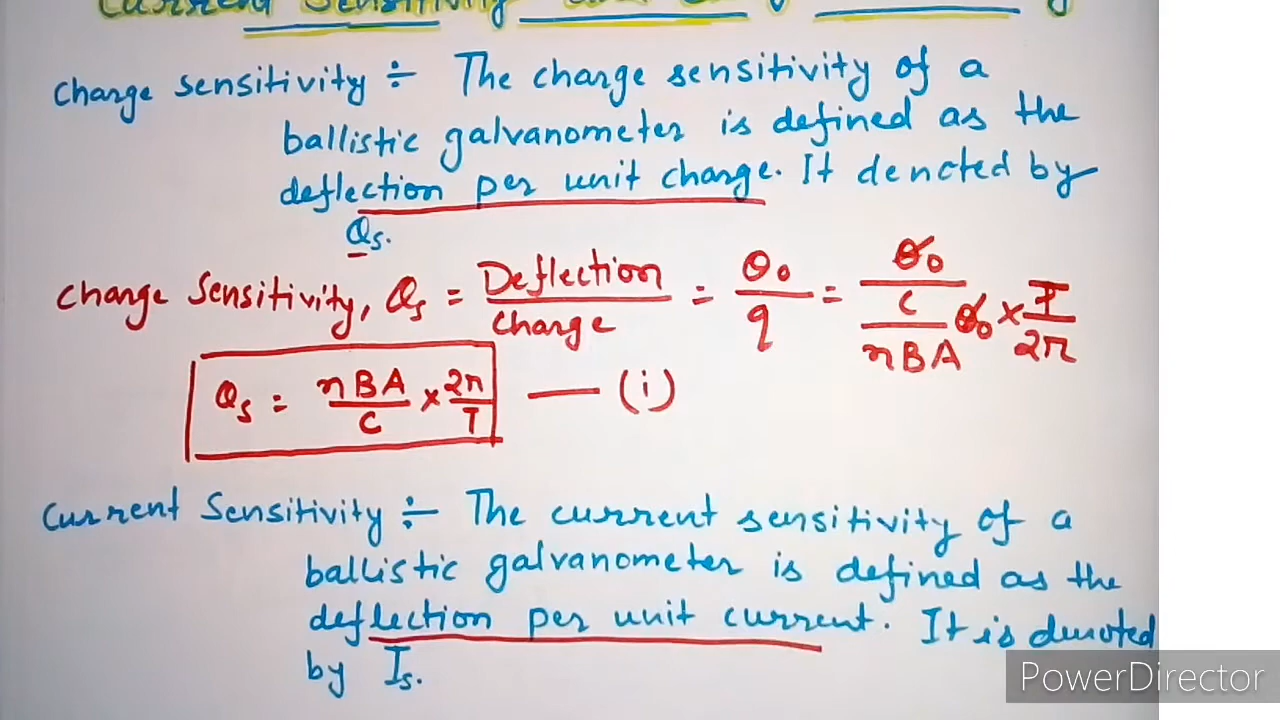 Current Sensitivity
Charge Sensitivity ÷ The charge sensitivity of a
ballistic galvanometer is defined as the
deflection per unit charge. It denoted by
Qs.
Charge Sensitivity, Qs = Deflection/Charge = θ₀/q = θ₀/(C/nBA θ₀ × T/2π)
Qs = nBA/C × 2π/T — (i)
Current Sensitivity ÷ The current sensitivity of a
ballistic galvanometer is defined as the
deflection per unit current. It is denoted
by Is.
PowerDirector